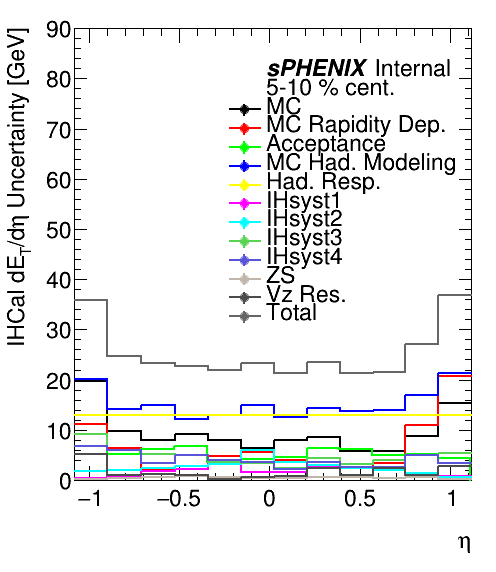 IHCal dE_T/dη Uncertainty [GeV]
90
80
70
60
50
40
30
20
10
0
sPHENIX Internal
5-10 % cent.
MC
MC Rapidity Dep.
Acceptance
MC Had. Modeling
Had. Resp.
IHsyst1
IHsyst2
IHsyst3
IHsyst4
ZS
Vz Res.
Total
−1 −0.5 0 0.5 1
η